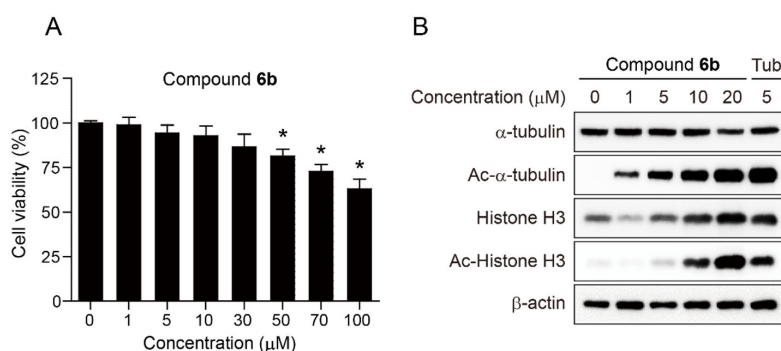 A
Compound 6b
Cell viability (%)
125
100
75
50
25
0
* * *
0 1 5 10 30 50 70 100
Concentration (μM)
B
Compound 6b Tub
Concentration (μM) 0 1 5 10 20 5
α-tubulin
Ac-α-tubulin
Histone H3
Ac-Histone H3
β-actin